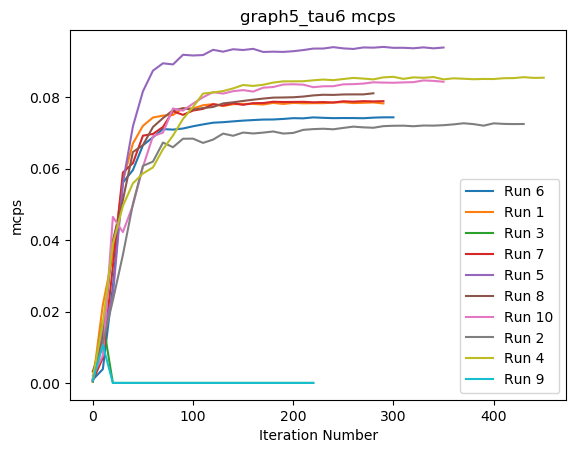 graph5_tau6 mcps
mcps
0.08
0.06
0.04
0.02
0.00
0
100
200
300
400
Iteration Number
Run 6
Run 1
Run 3
Run 7
Run 5
Run 8
Run 10
Run 2
Run 4
Run 9